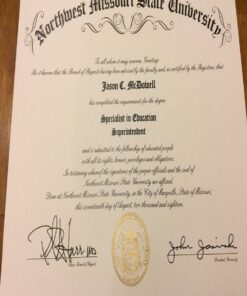 Northwest Missouri State University
To all whom it may concern, Greeting:
Be it known that the Board of Regents having been advised by the faculty and, as certified by the Registrar, that
Jason C. McDowell
has completed the requirements for the degree
Specialist in Education
Superintendent
and is admitted to the fellowship of educated people
with all its rights, honors, privileges and obligations.
In testimony whereof the signatures of the proper officials and the seal of
Northwest Missouri State University are affixed.
Done at Northwest Missouri State University, in the City of Maryville, State of Missouri,
this seventeenth day of August, two thousand and eighteen.
John Jasinski